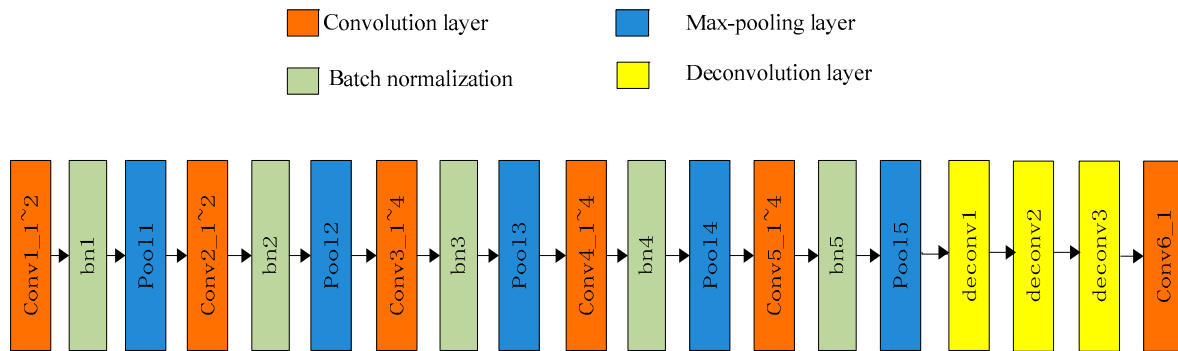 Convolution layer
Max-pooling layer
Batch normalization
Deconvolution layer
Conv1_1~2
bn1
Pool1
Conv2_1~2
bn2
Pool2
Conv3_1~4
bn3
Pool3
Conv4_1~4
bn4
Pool4
Conv5_1~4
bn5
Pool5
deconv1
deconv2
deconv3
Conv6_1